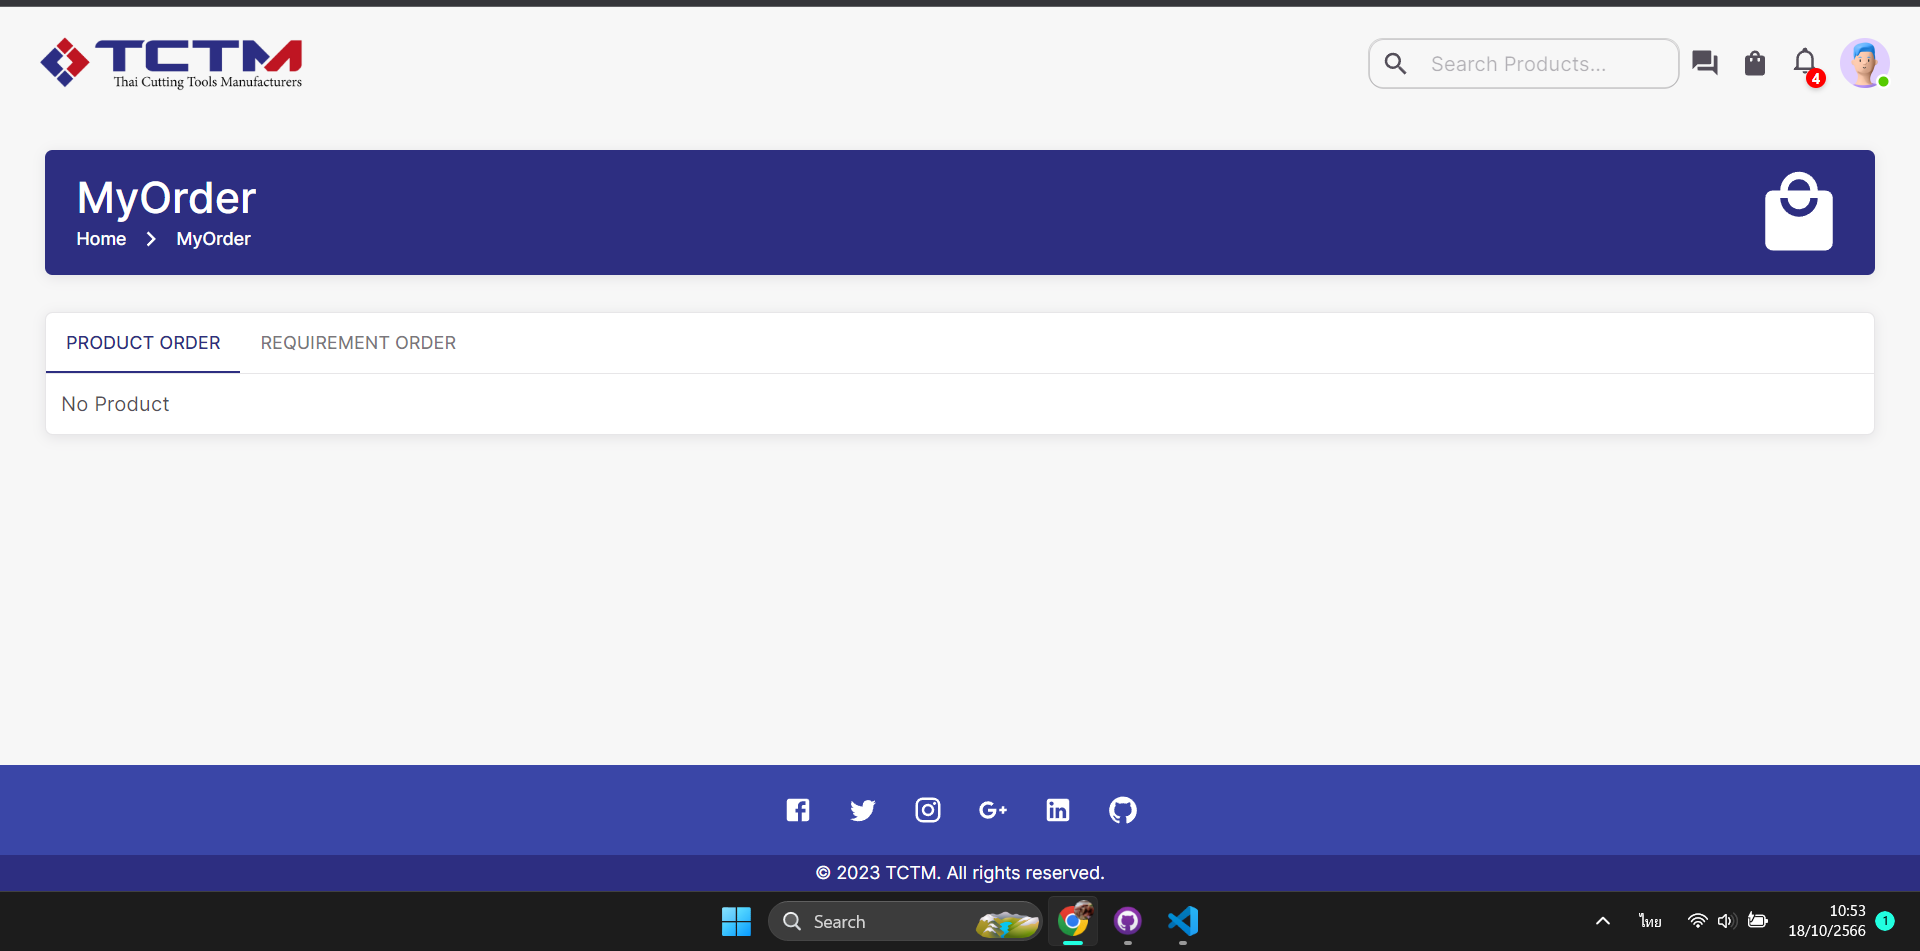 TCTM
Thai Cutting Tools Manufacturers
Search Products...
4
MyOrder
Home
MyOrder
PRODUCT ORDER
REQUIREMENT ORDER
No Product
© 2023 TCTM. All rights reserved.
Search
ไทย
10:53
18/10/2566
1